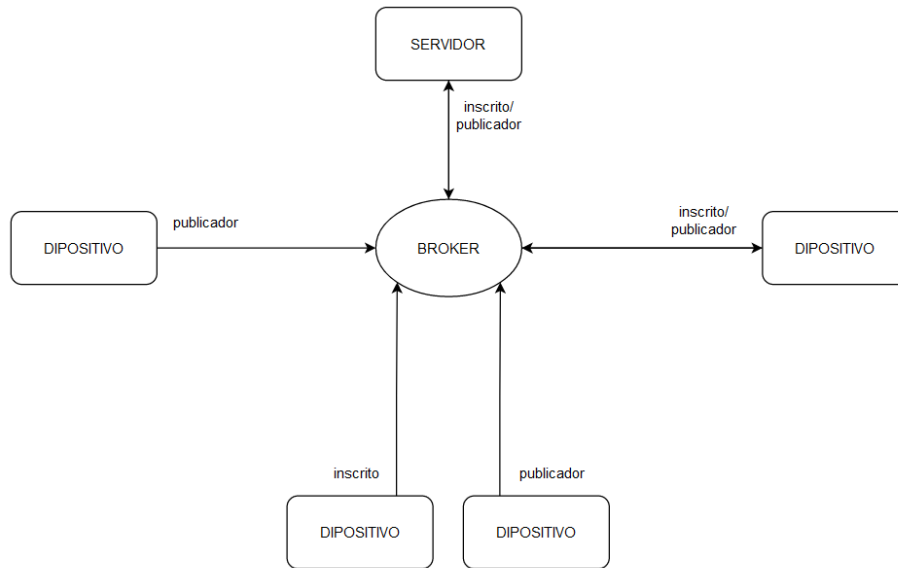 SERVIDOR
inscrito/
publicador
publicador
inscrito/
publicador
DIPOSITIVO
BROKER
DIPOSITIVO
inscrito
publicador
DIPOSITIVO
DIPOSITIVO